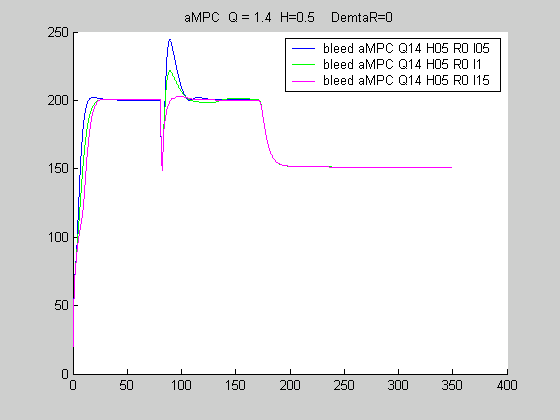 aMPC Q = 1.4 H=0.5 DemtaR=0
bleed aMPC Q14 H05 R0 I05
bleed aMPC Q14 H05 R0 I1
bleed aMPC Q14 H05 R0 I15
250
200
150
100
50
0
0 50 100 150 200 250 300 350 400